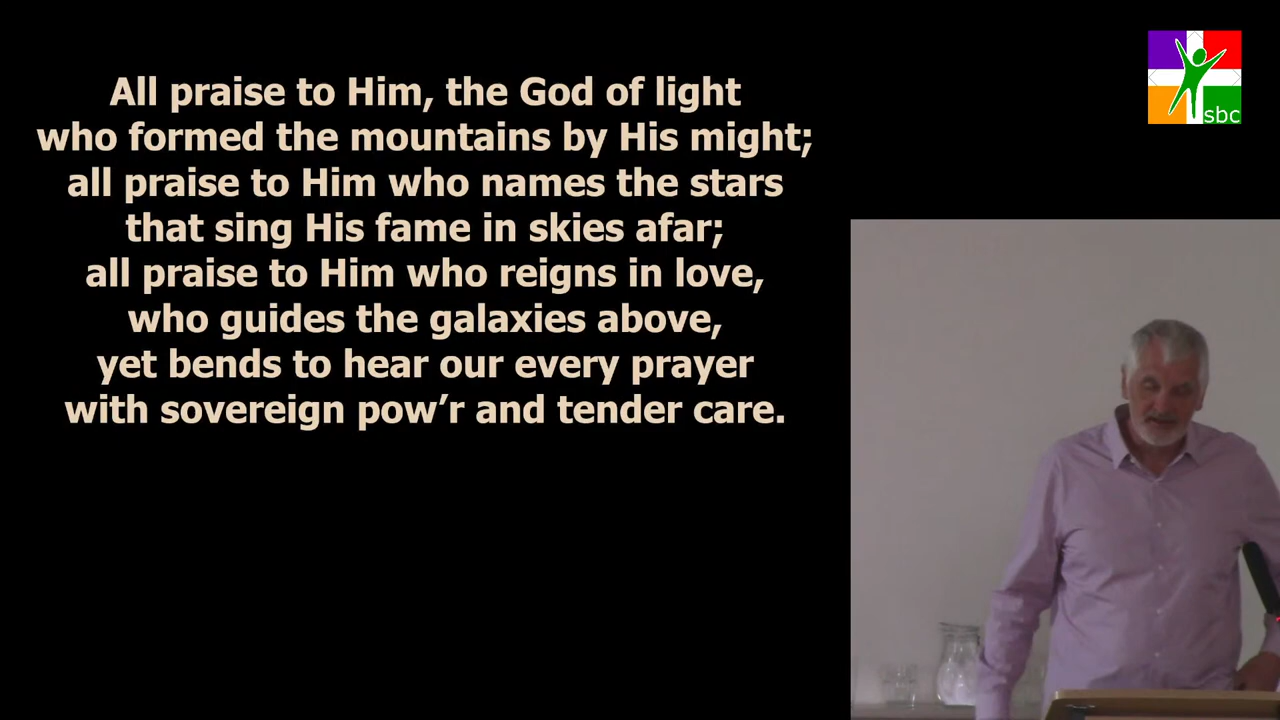 All praise to Him, the God of light
who formed the mountains by His might;
all praise to Him who names the stars
that sing His fame in skies afar;
all praise to Him who reigns in love,
who guides the galaxies above,
yet bends to hear our every prayer
with sovereign pow’r and tender care.
sbc